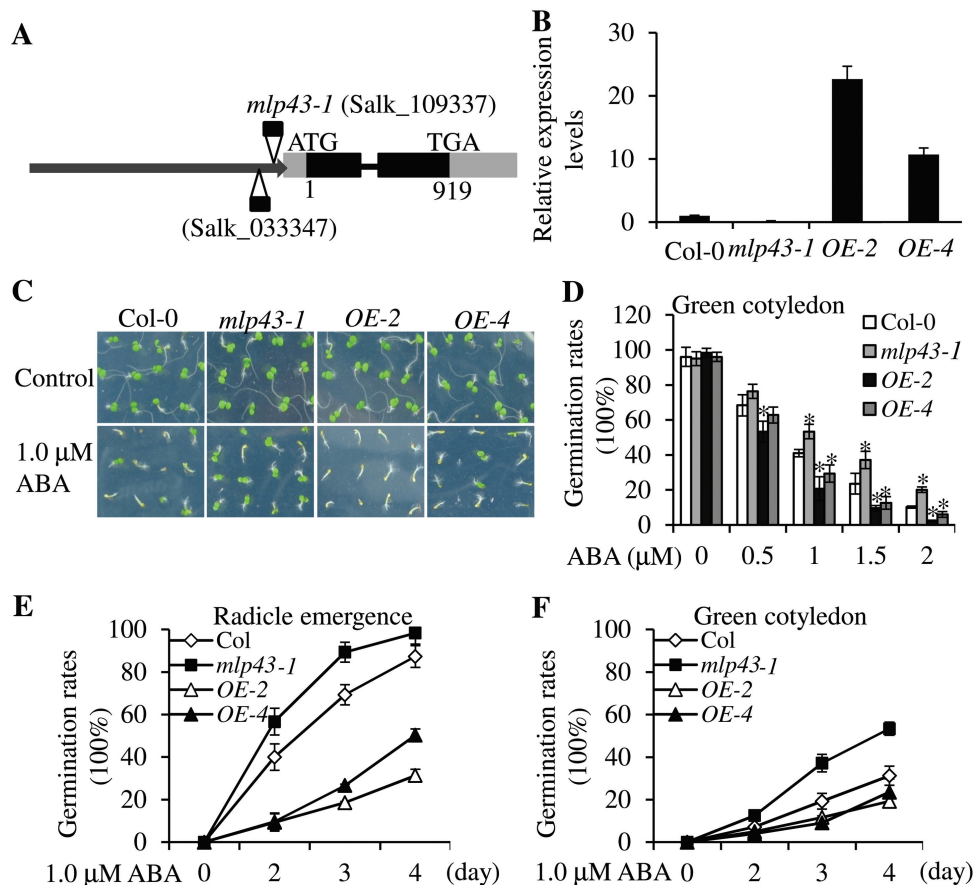 A
mlp43-1 (Salk_109337)
ATG
TGA
1
919
(Salk_033347)
B
Relative expression
levels
30
20
10
0
Col-0
mlp43-1
OE-2
OE-4
C
Col-0
mlp43-1
OE-2
OE-4
Control
1.0 μM
ABA
D
Green cotyledon
Germination rates
(100%)
120
100
80
60
40
20
0
Col-0
mlp43-1
OE-2
OE-4
*
*
*
*
*
*
*
*
*
*
ABA (μM) 0 0.5 1 1.5 2
E
Radicle emergence
Germination rates
(100%)
100
80
60
40
20
0
Col
mlp43-1
OE-2
OE-4
1.0 μM ABA 0 2 3 4 (day)
F
Green cotyledon
Germination rates
(100%)
100
80
60
40
20
0
Col
mlp43-1
OE-2
OE-4
1.0 μM ABA 0 2 3 4 (day)